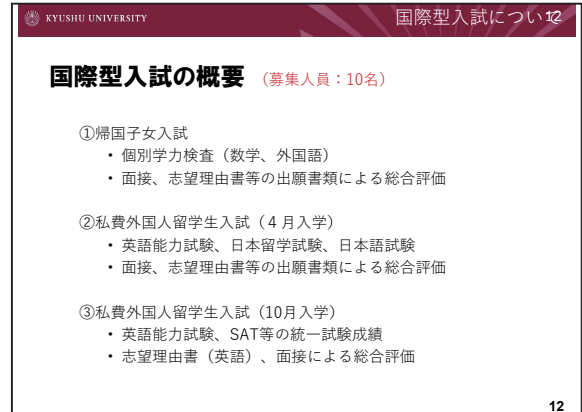 KYUSHU UNIVERSITY
国際型入試について
12
国際型入試の概要 (募集人員：10名)
①帰国子女入試
• 個別学力検査（数学、外国語）
• 面接、志望理由書等の出願書類による総合評価
②私費外国人留学生入試（４月入学）
• 英語能力試験、日本留学試験、日本語試験
• 面接、志望理由書等の出願書類による総合評価
③私費外国人留学生入試（10月入学）
• 英語能力試験、SAT等の統一試験成績
• 志望理由書（英語）、面接による総合評価
12